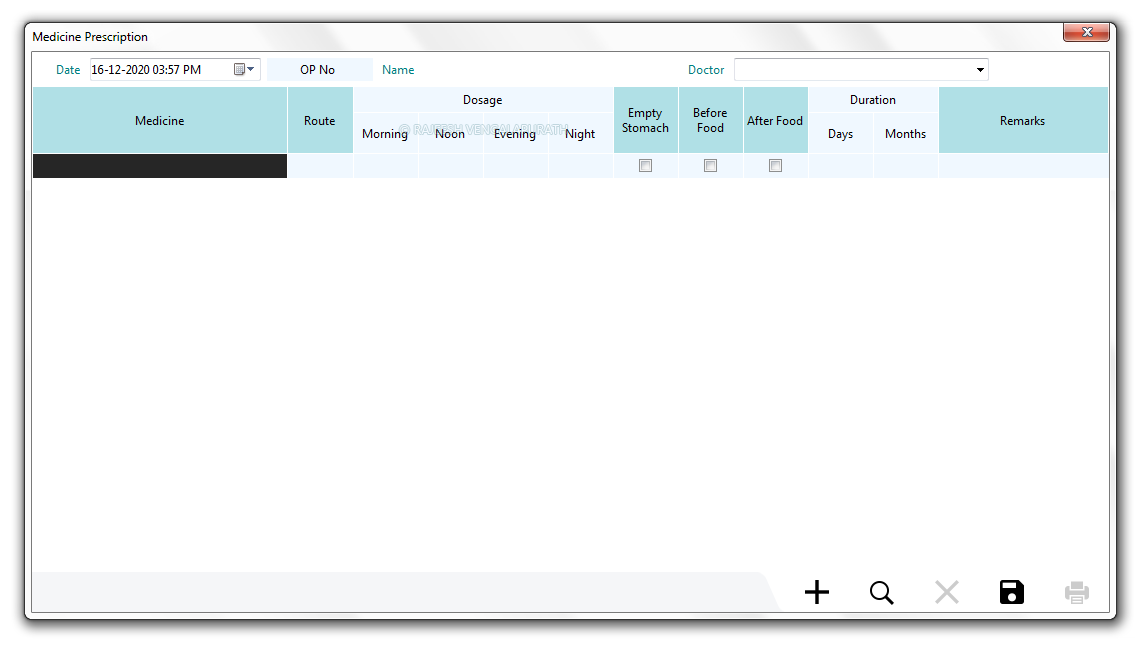 Medicine Prescription
Date 16-12-2020 03:57 PM OP No Name Doctor
Medicine Route Dosage Empty Stomach Before Food After Food Duration Remarks
Morning Noon Evening Night Days Months
© RAJESH VENGALAPURATH